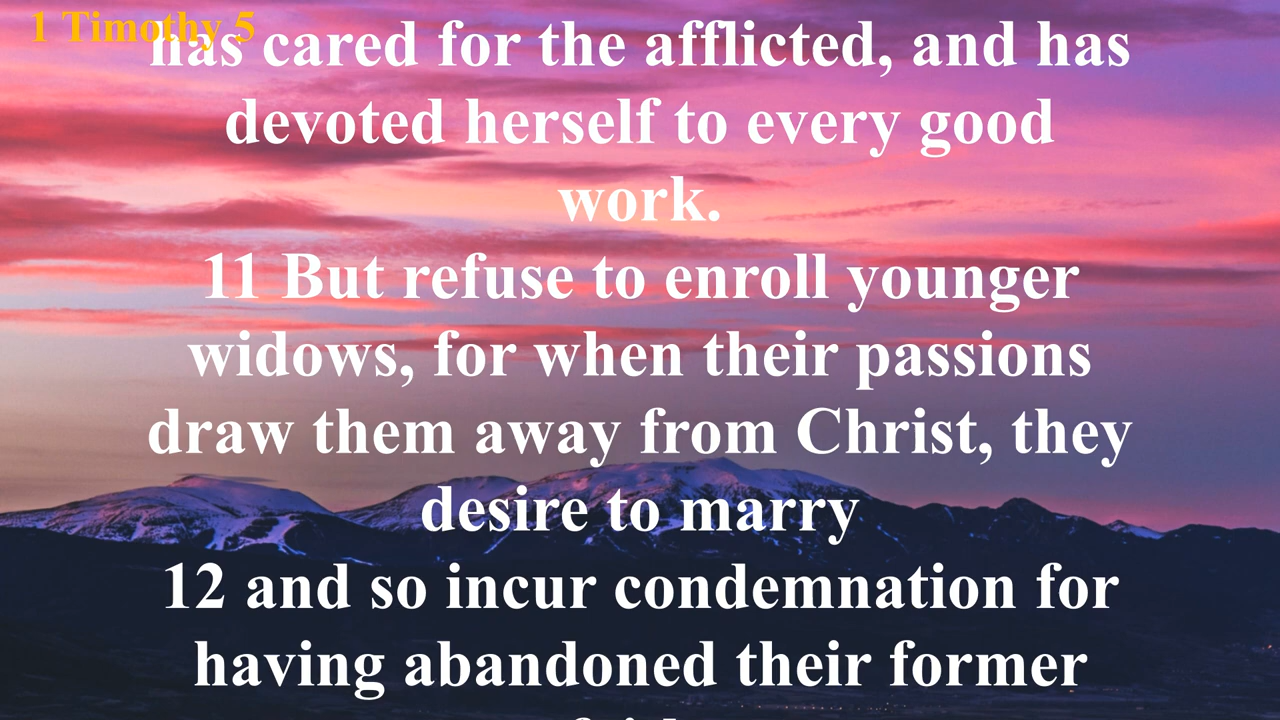 1 Timothy 5
has cared for the afflicted, and has
devoted herself to every good
work.
11 But refuse to enroll younger
widows, for when their passions
draw them away from Christ, they
desire to marry
12 and so incur condemnation for
having abandoned their former